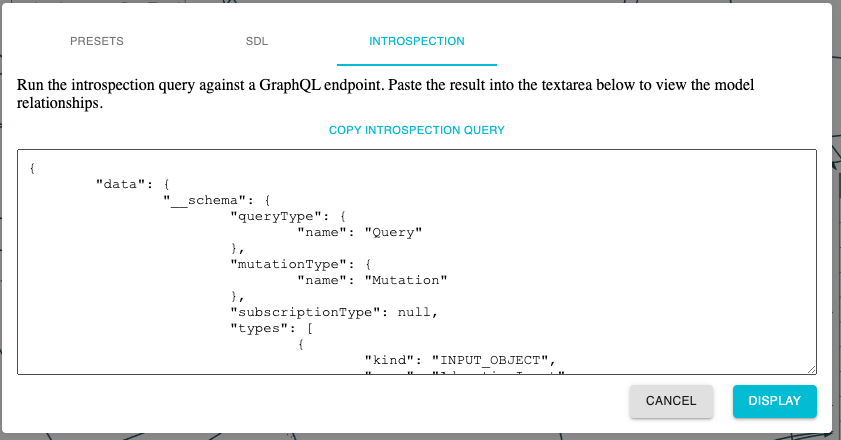 PRESETS SDL INTROSPECTION
Run the introspection query against a GraphQL endpoint. Paste the result into the textarea below to view the model
relationships.
COPY INTROSPECTION QUERY
{
"data": {
"__schema": {
"queryType": {
"name": "Query"
},
"mutationType": {
"name": "Mutation"
},
"subscriptionType": null,
"types": [
{
"kind": "INPUT_OBJECT",
CANCEL DISPLAY